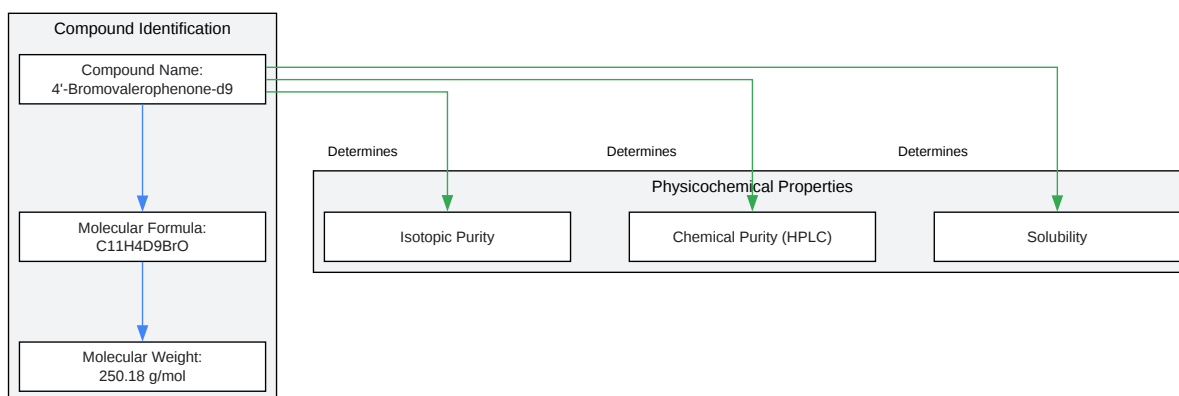 Compound Identification
Compound Name:
4'-Bromovalerophenone-d9
Molecular Formula:
C11H4D9BrO
Molecular Weight:
250.18 g/mol
Determines
Determines
Determines
Physicochemical Properties
Isotopic Purity
Chemical Purity (HPLC)
Solubility